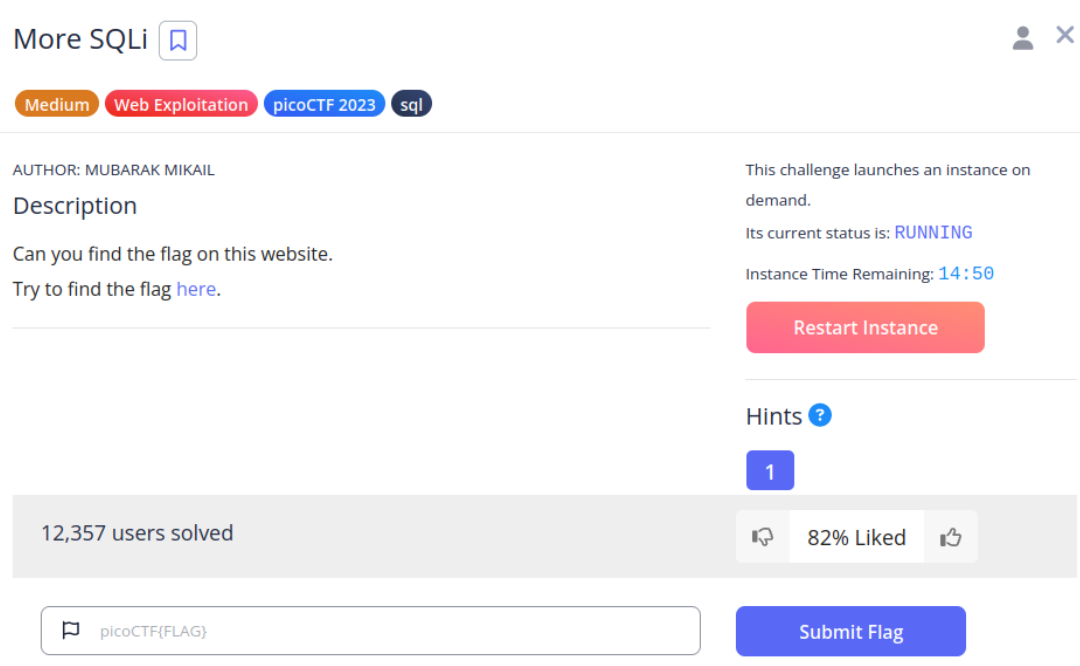 More SQLi
Medium Web Exploitation picoCTF 2023 sql
AUTHOR: MUBARAK MIKAIL
Description
Can you find the flag on this website.
Try to find the flag here.
This challenge launches an instance on
demand.
Its current status is: RUNNING
Instance Time Remaining: 14:50
Restart Instance
Hints ?
1
12,357 users solved
82% Liked
picoCTF{FLAG}
Submit Flag